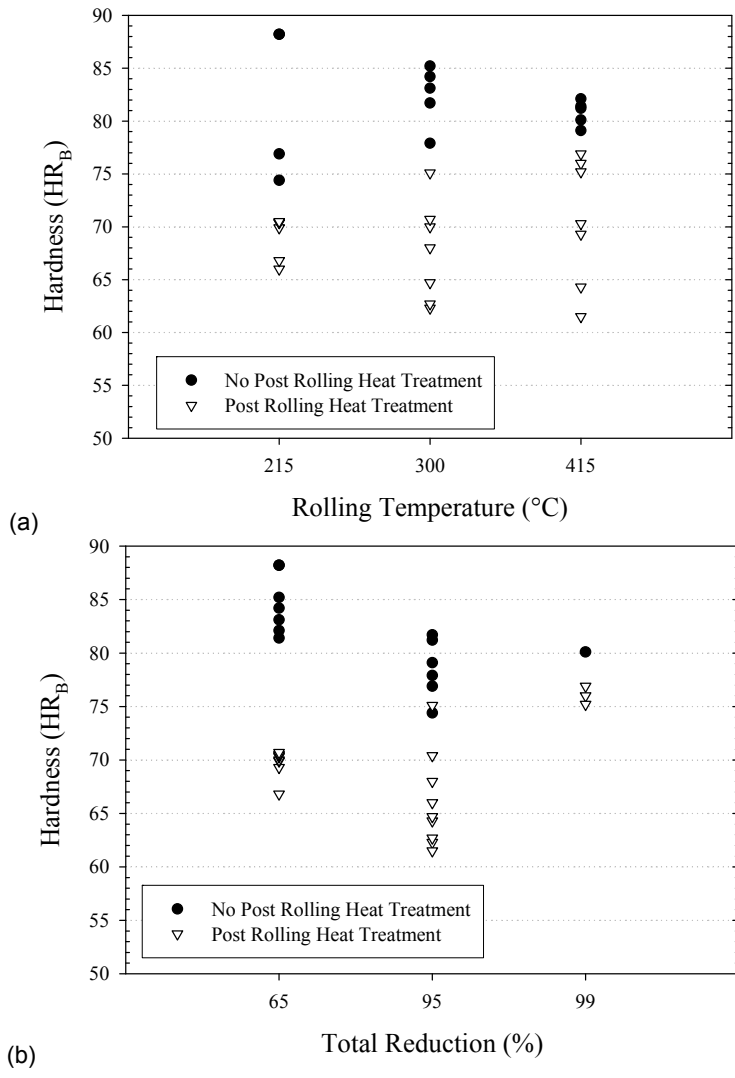 90
85
80
75
70
65
60
55
50
Hardness (HR_B)
No Post Rolling Heat Treatment
Post Rolling Heat Treatment
215 300 415
Rolling Temperature (°C)
(a)
90
85
80
75
70
65
60
55
50
Hardness (HR_B)
No Post Rolling Heat Treatment
Post Rolling Heat Treatment
65 95 99
Total Reduction (%)
(b)